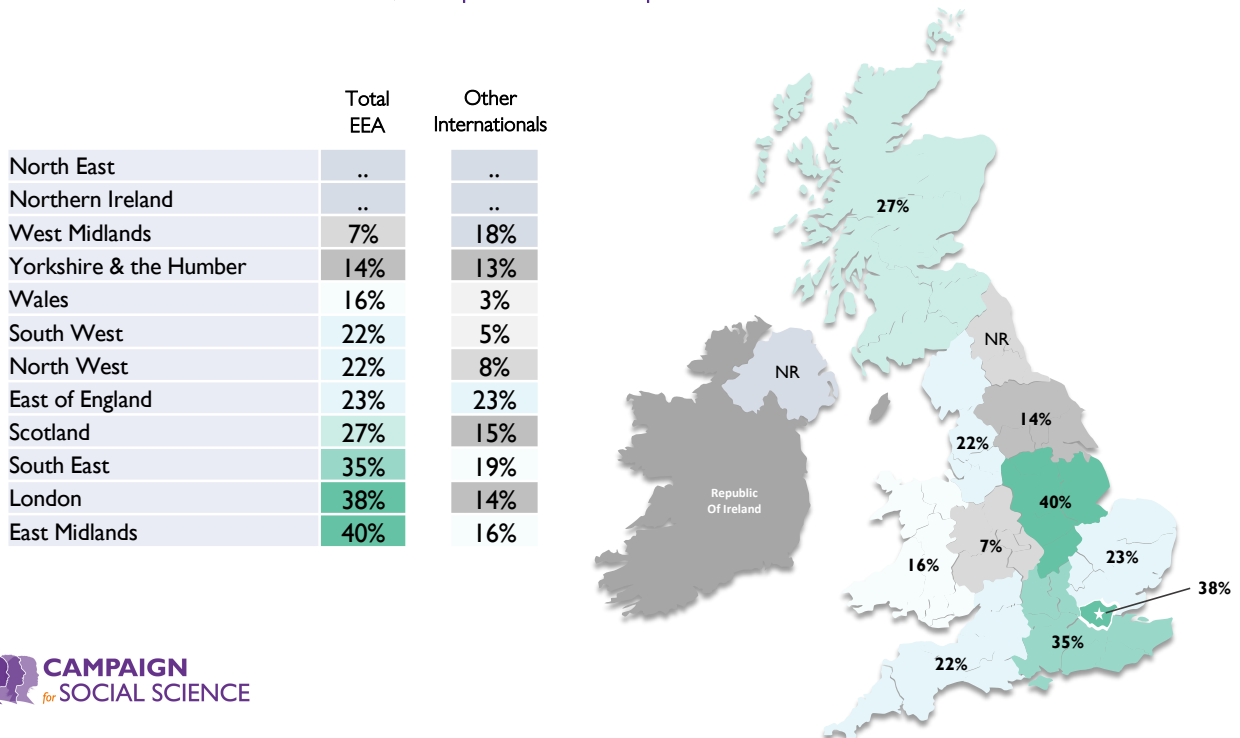 Total Other
EEA Internationals
North East .. ..
Northern Ireland .. ..
West Midlands 7% 18%
Yorkshire & the Humber 14% 13%
Wales 16% 3%
South West 22% 5%
North West 22% 8%
East of England 23% 23%
Scotland 27% 15%
South East 35% 19%
London 38% 14%
East Midlands 40% 16%
27%
NR
NR
14%
22%
Republic
Of Ireland
40%
7%
23%
16%
38%
35%
22%
CAMPAIGN
for SOCIAL SCIENCE